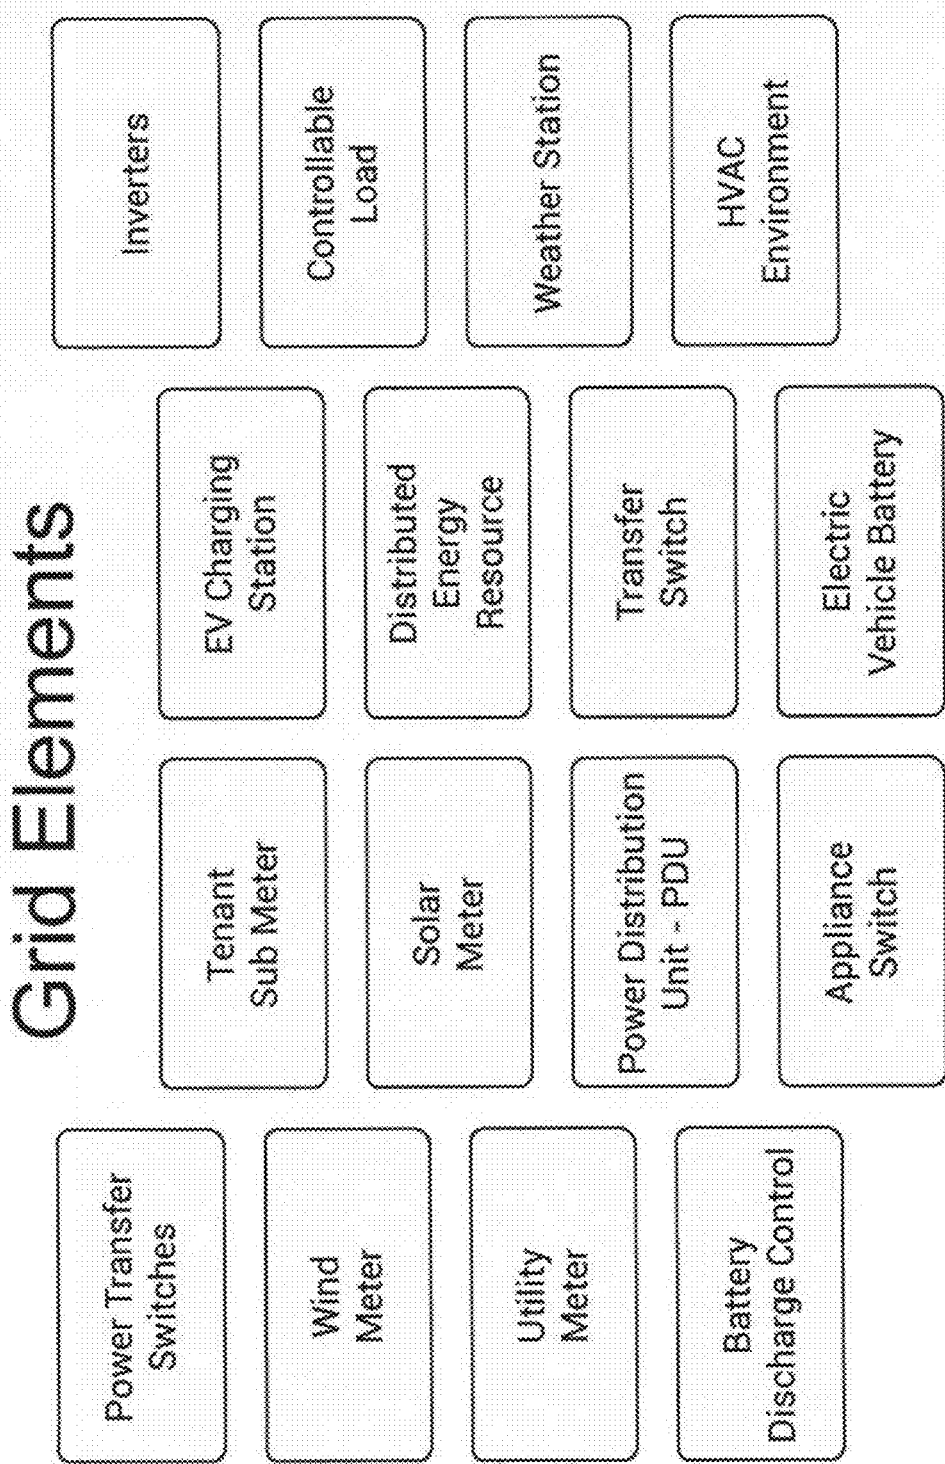 Grid Elements
Power Transfer
Switches
Wind
Meter
Utility
Meter
Battery
Discharge Control
Tenant
Sub Meter
Solar
Meter
Power Distribution
Unit - PDU
Appliance
Switch
EV Charging
Station
Distributed
Energy
Resource
Transfer
Switch
Electric
Vehicle Battery
Inverters
Controllable
Load
Weather Station
HVAC
Environment